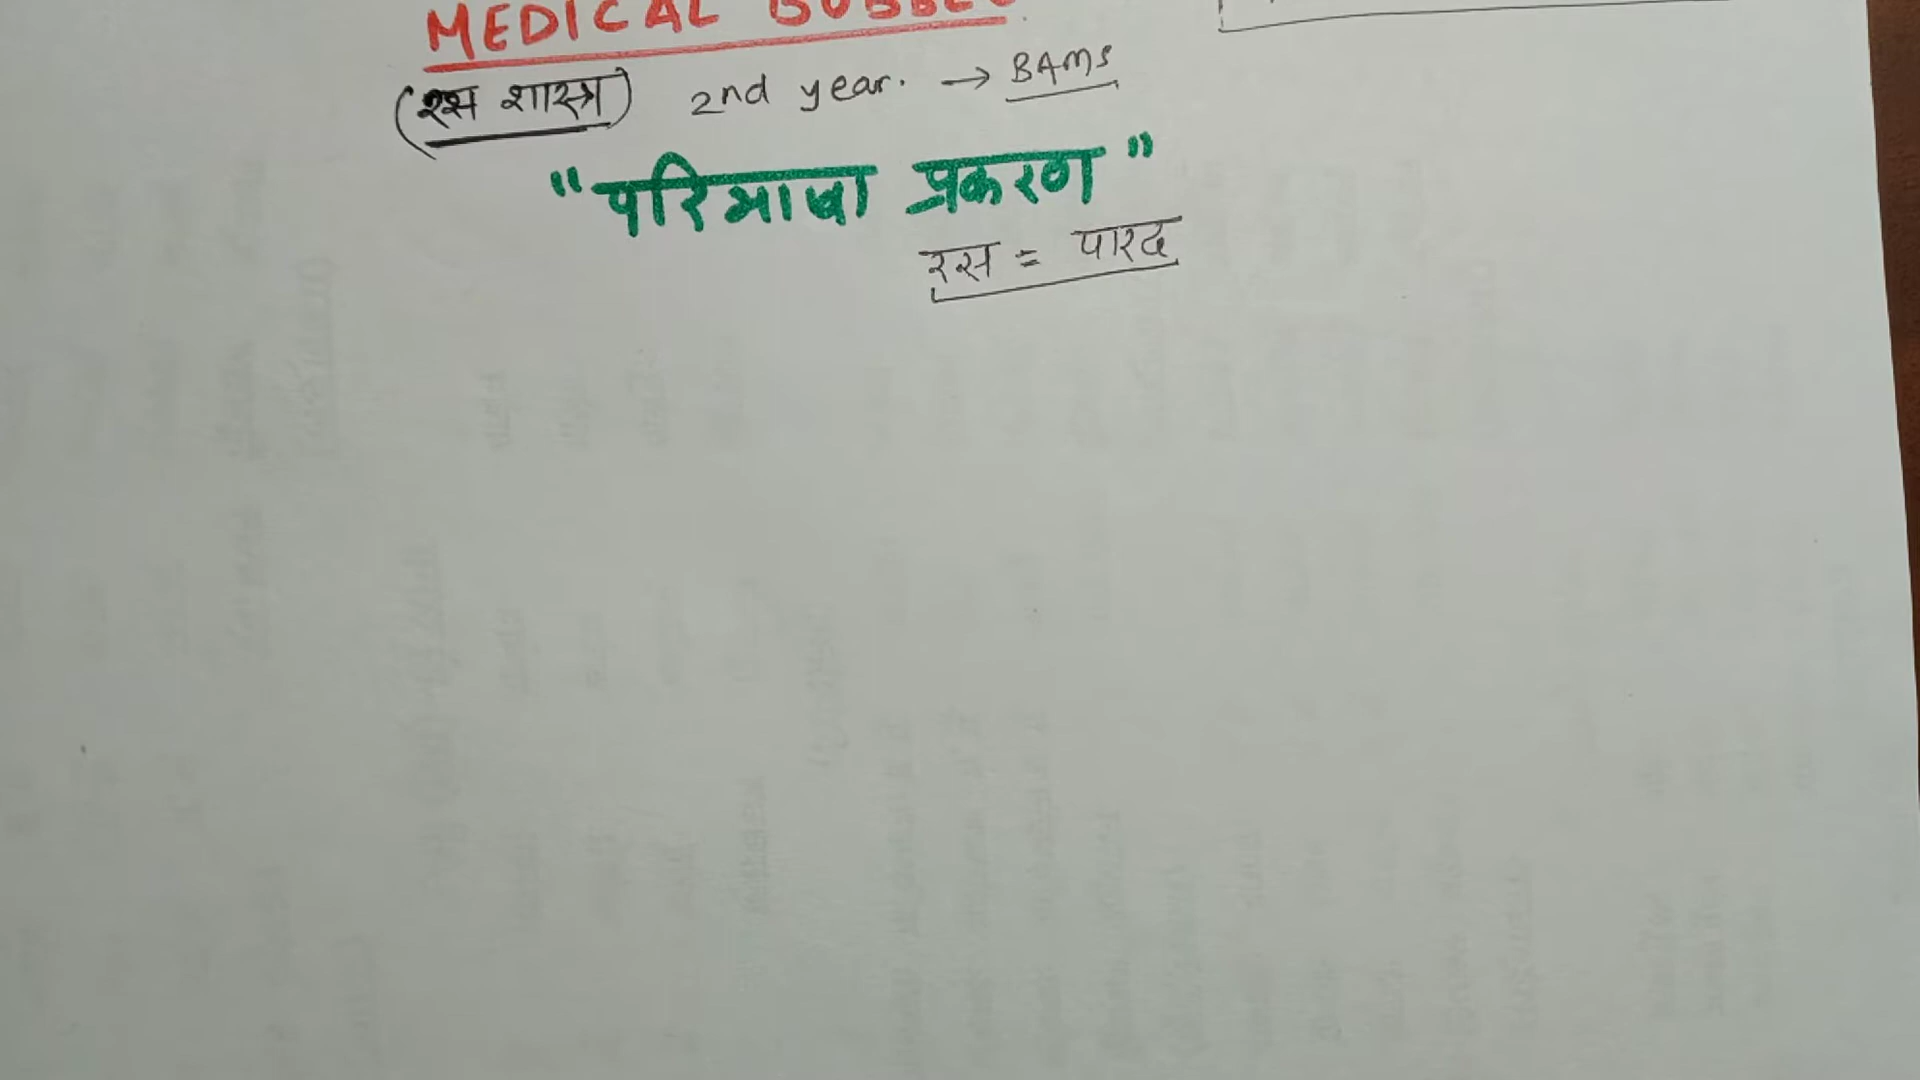 MEDICAL
(रस शास्त्र) 2nd year. → BAMS
"परिभाषा प्रकरण"
रस = पारद